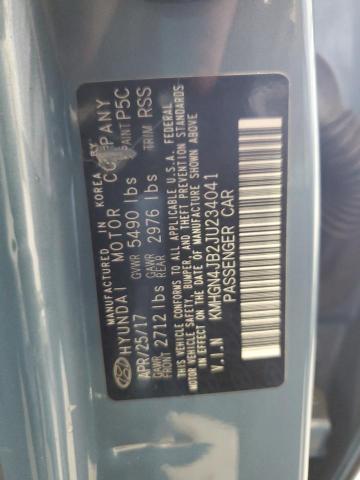 MANUFACTURED IN KOREA BY
HYUNDAI MOTOR COMPANY
APR/25/17 GVWR 5490 lbs PAINT P5C
GAWR FRONT 2712 lbs GAWR REAR 2976 lbs TRIM RSS
THIS VEHICLE CONFORMS TO ALL APPLICABLE U.S.A. FEDERAL
MOTOR VEHICLE SAFETY, BUMPER, AND THEFT PREVENTION STANDARDS
IN EFFECT ON THE DATE OF MANUFACTURE SHOWN ABOVE
V.I.N KMHGN4JB2JU234041
PASSENGER CAR